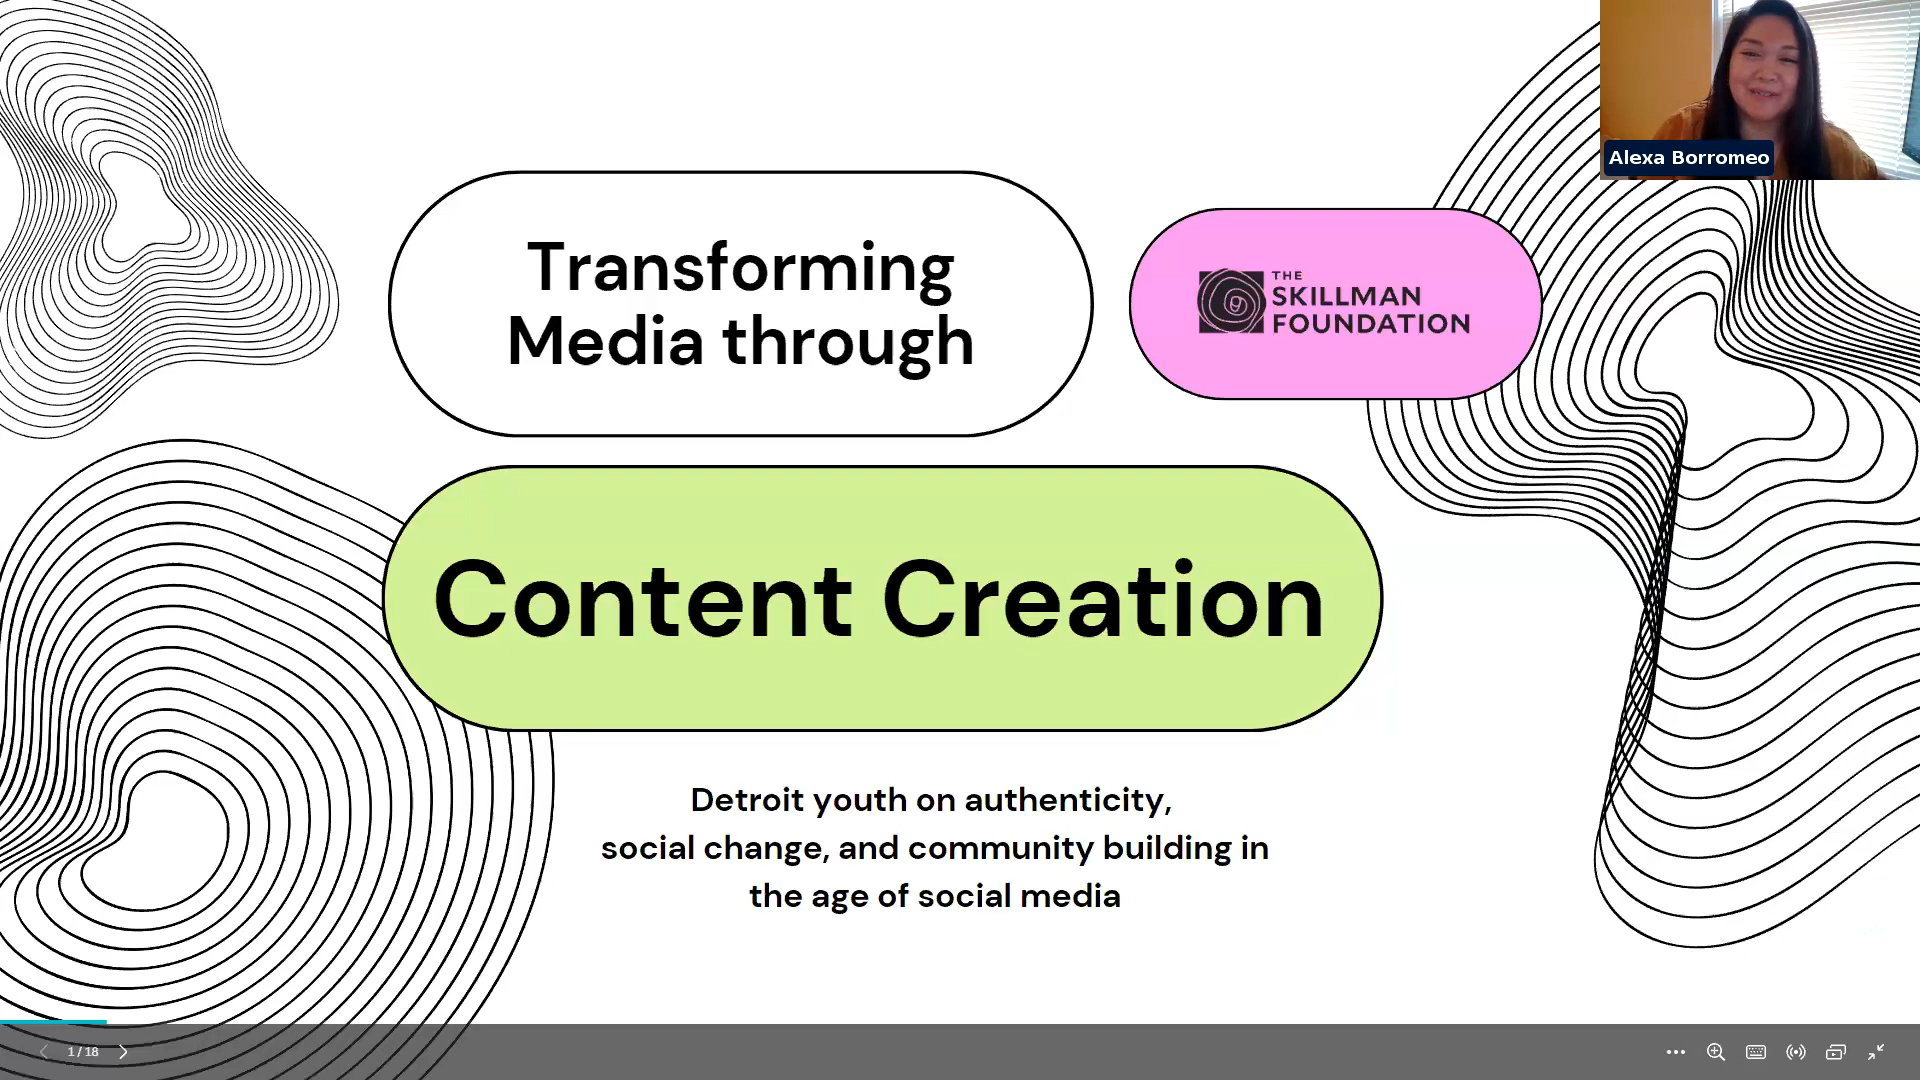 Alexa Borromeo
Transforming
Media through
THE
SKILLMAN
FOUNDATION
Content Creation
Detroit youth on authenticity,
social change, and community building in
the age of social media
1 / 18